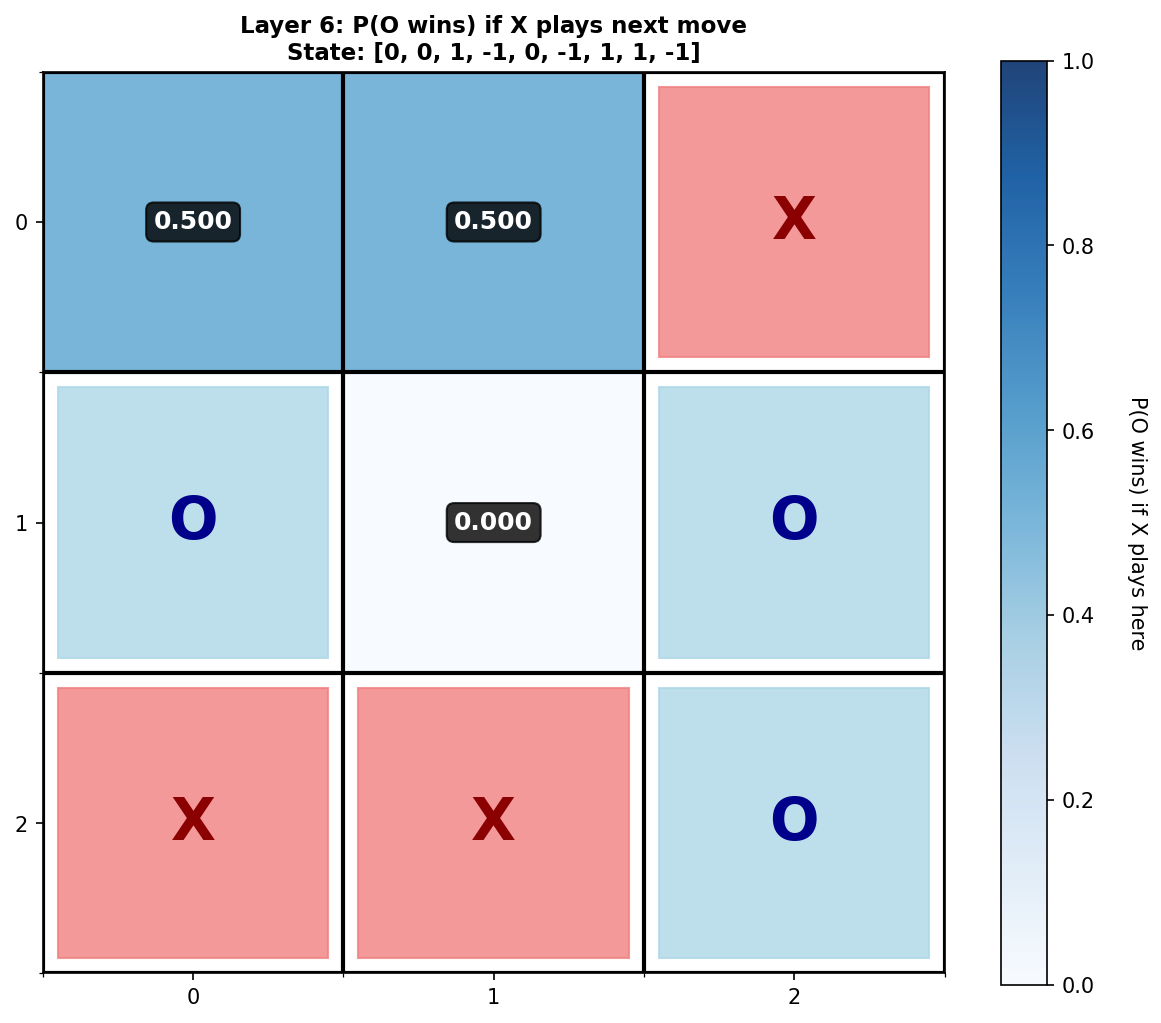 Layer 6: P(O wins) if X plays next move
State: [0, 0, 1, -1, 0, -1, 1, 1, -1]
0
0.500
0.500
X
1
O
0.000
O
2
X
X
O
0
1
2
1.0
0.8
0.6
0.4
0.2
0.0
P(O wins) if X plays here